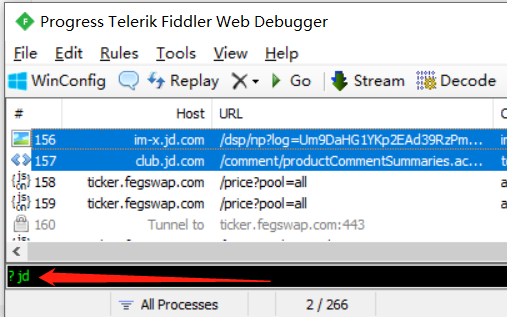 Progress Telerik Fiddler Web Debugger
File Edit Rules Tools View Help
WinConfig Replay Go Stream Decode
# Host URL
156 im-x.jd.com /dsp/np?log=Um9DaHG1YKp2EAd39RzPm...
157 club.jd.com /comment/productCommentSummaries.ac...
158 ticker.fegswap.com /price?pool=all
159 ticker.fegswap.com /price?pool=all
160 Tunnel to ticker.fegswap.com:443
? jd
All Processes 2 / 266